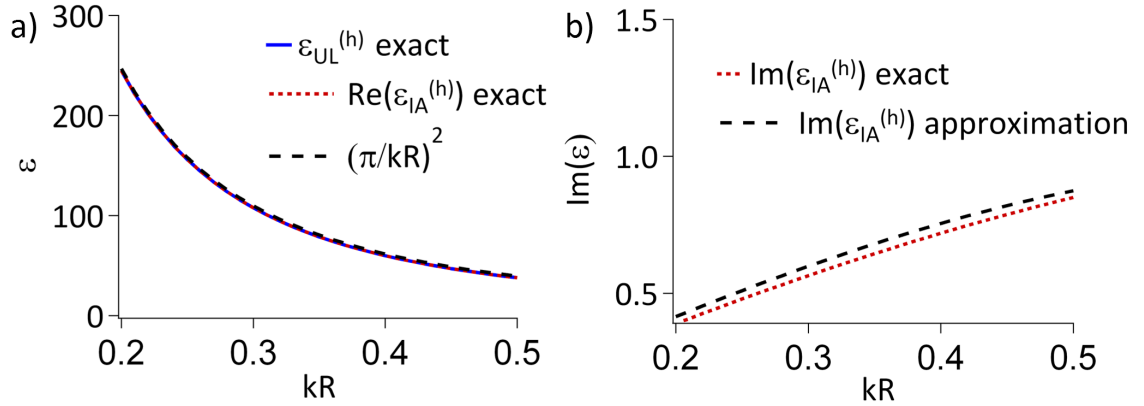 a)
300
200
100
0
ε
0.2 0.3 0.4 0.5
kR
ε_UL^(h) exact
Re(ε_IA^(h)) exact
(π/kR)^2
b)
1.5
1.0
0.5
Im(ε)
0.2 0.3 0.4 0.5
kR
Im(ε_IA^(h)) exact
Im(ε_IA^(h)) approximation